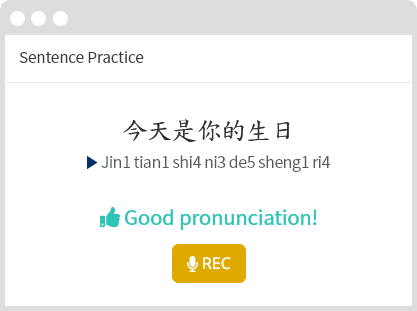 Sentence Practice
今天是你的生日
Jin1 tian1 shi4 ni3 de5 sheng1 ri4
Good pronunciation!
REC